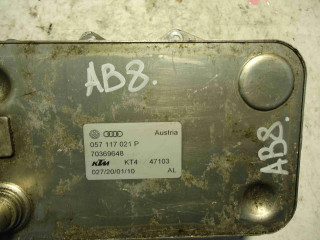 AB8.
Austria
057 117 021 P
70369648
KTM KT4 47103
027/20/01/10 AL
AB8.